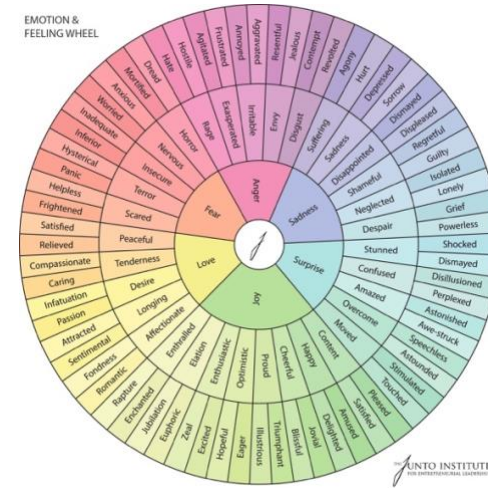 EMOTION &
FEELING WHEEL
Anger
Sadness
Surprise
Joy
Love
Fear
Rage
Exasperated
Irritable
Envy
Disgust
Suffering
Sadness
Disappointed
Shameful
Neglected
Despair
Stunned
Confused
Amazed
Overcome
Moved
Content
Happy
Cheerful
Proud
Optimistic
Enthusiastic
Elation
Enthralled
Affectionate
Longing
Desire
Tenderness
Peaceful
Scared
Terror
Insecure
Nervous
Horror
Hate
Hostile
Agitated
Frustrated
Annoyed
Aggravated
Resentful
Jealous
Contempt
Revolted
Agony
Hurt
Depressed
Sorrow
Dismayed
Displeased
Regretful
Guilty
Isolated
Lonely
Grief
Powerless
Shocked
Dismayed
Disillusioned
Perplexed
Astonished
Awe-struck
Speechless
Astounded
Stimulated
Touched
Pleased
Satisfied
Amused
Delighted
Jovial
Blissful
Triumphant
Illustrious
Eager
Hopeful
Excited
Zeal
Euphoric
Jubilation
Enchanted
Rapture
Romantic
Fondness
Sentimental
Attracted
Passion
Infatuation
Caring
Compassionate
Relieved
Satisfied
Frightened
Helpless
Panic
Hysterical
Inferior
Inadequate
Worried
Anxious
Mortified
Dread
THE JUNTO INSTITUTE
FOR ENTREPRENEURIAL LEADERSHIP